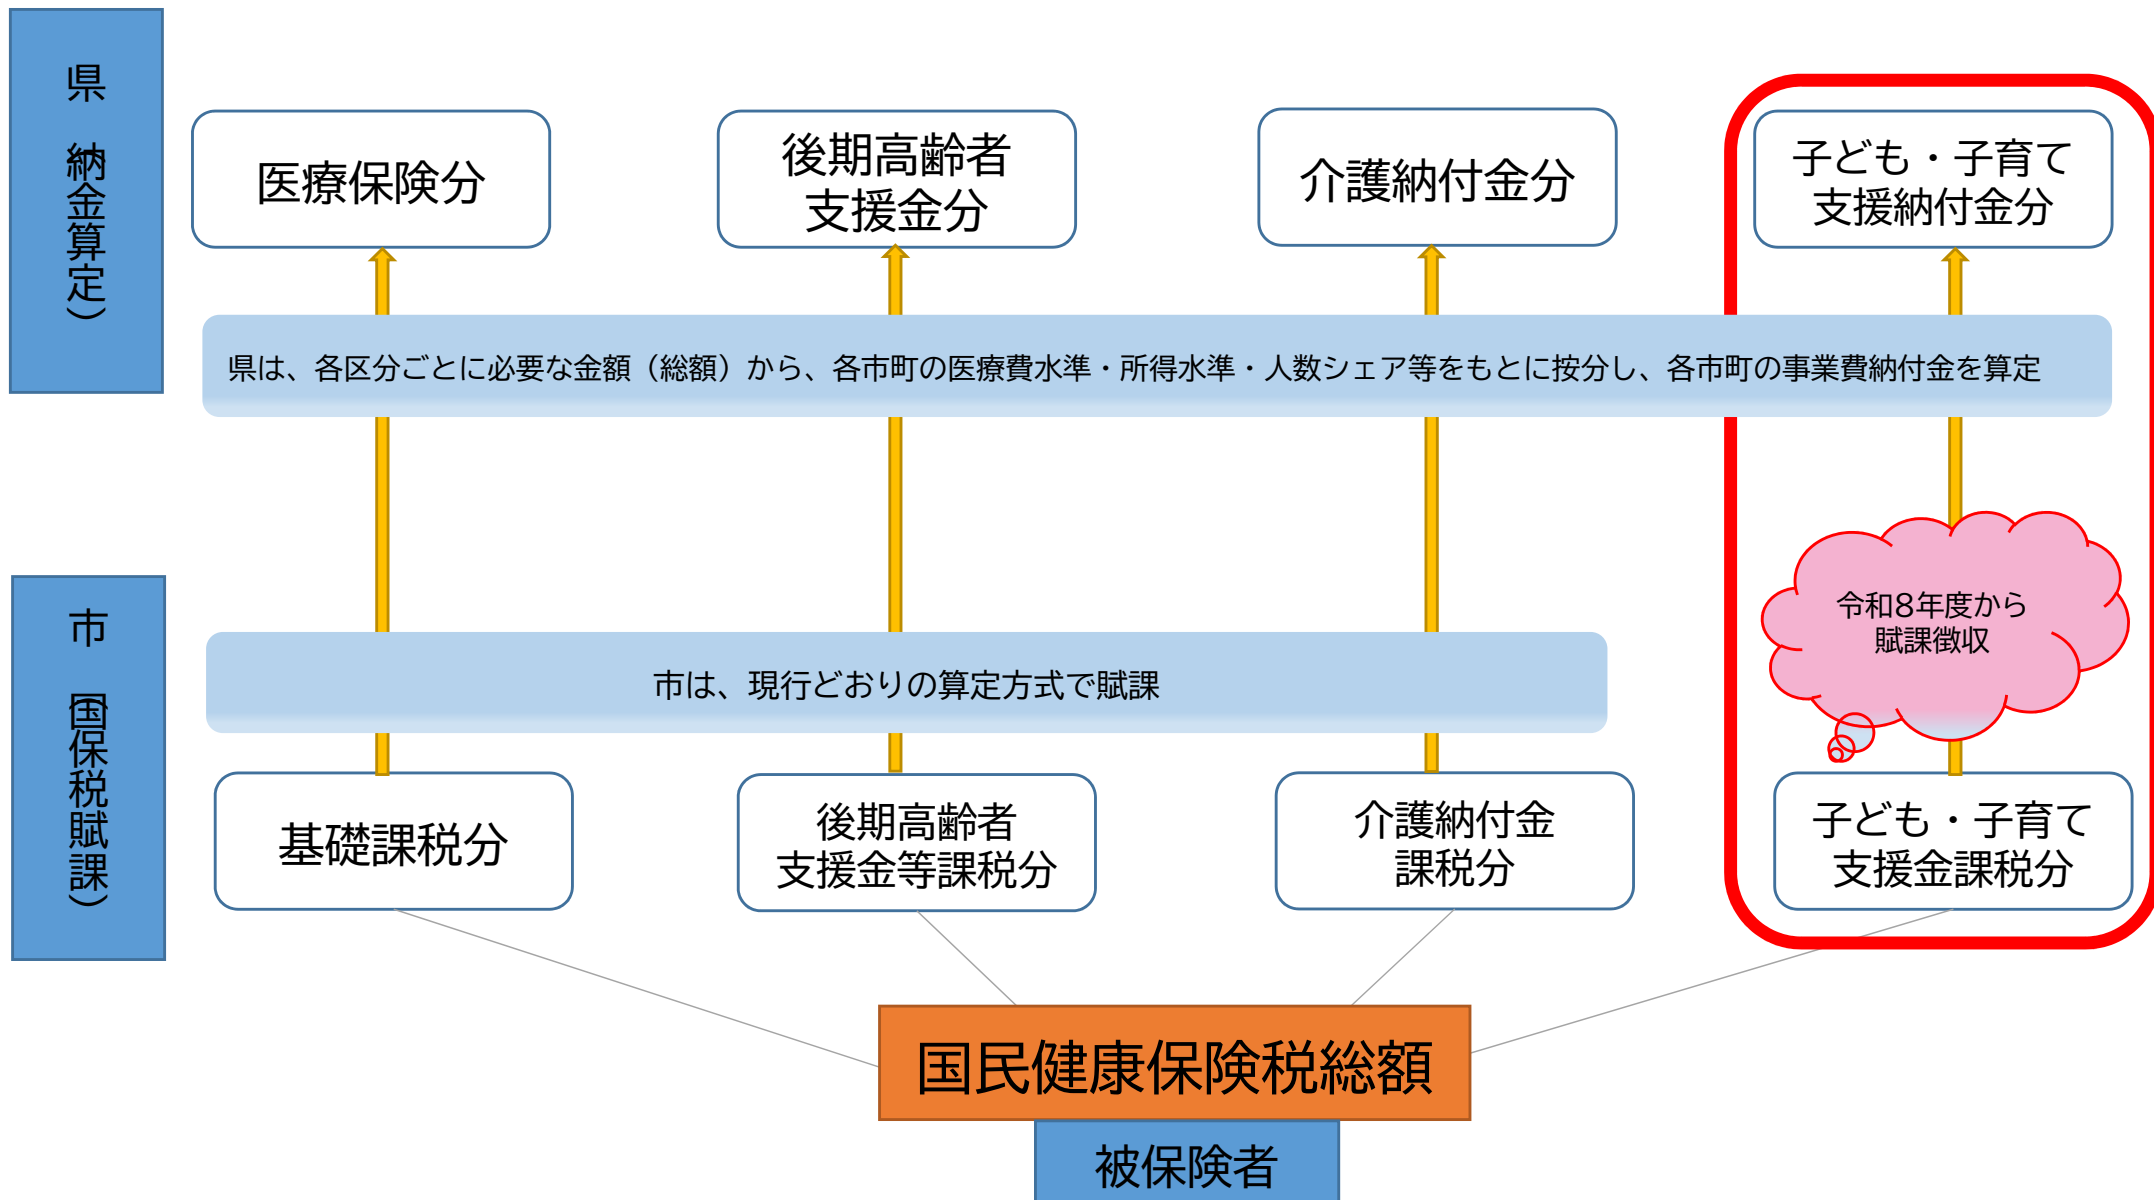 県（納金算定）
医療保険分
後期高齢者
支援金分
介護納付金分
子ども・子育て
支援納付金分
県は、各区分ごとに必要な金額（総額）から、各市町の医療費水準・所得水準・人数シェア等をもとに按分し、各市町の事業費納付金を算定
市（国保税賦課）
市は、現行どおりの算定方式で賦課
令和8年度から
賦課徴収
基礎課税分
後期高齢者
支援金等課税分
介護納付金
課税分
子ども・子育て
支援金課税分
国民健康保険税総額
被保険者